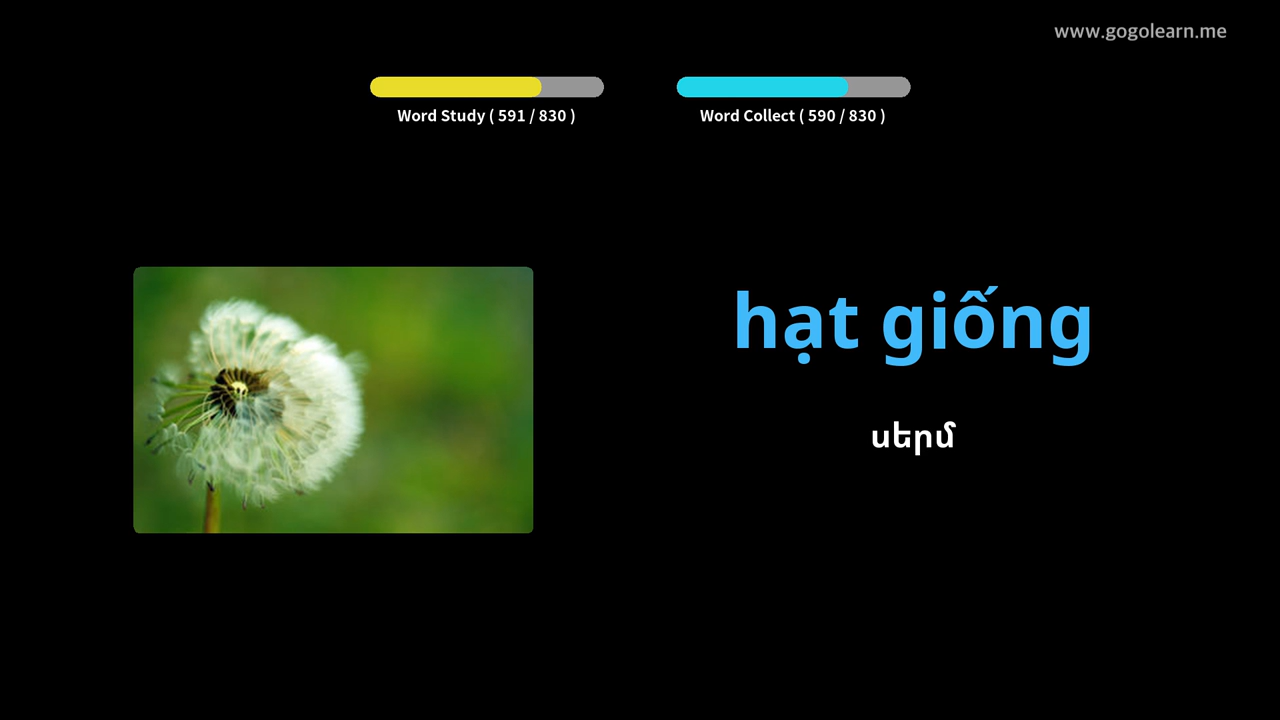 www.gogolearn.me
Word Study ( 591 / 830 )
Word Collect ( 590 / 830 )
hạt giống
սերմ